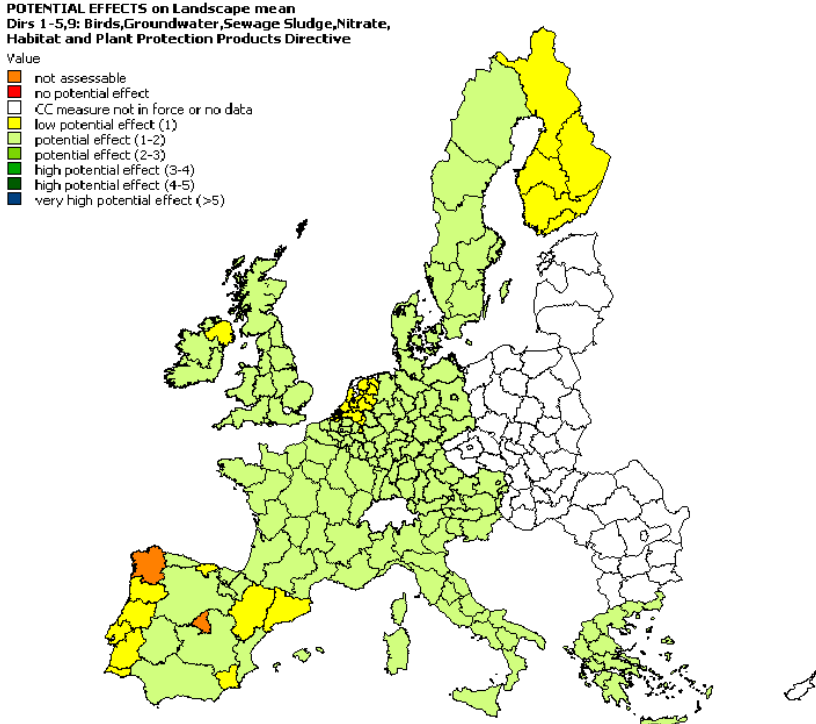 POTENTIAL EFFECTS on Landscape mean
Dirs 1-5,9: Birds,Groundwater,Sewage Sludge,Nitrate,
Habitat and Plant Protection Products Directive
Value
not assessable
no potential effect
CC measure not in force or no data
low potential effect (1)
potential effect (1-2)
potential effect (2-3)
high potential effect (3-4)
high potential effect (4-5)
very high potential effect (>5)